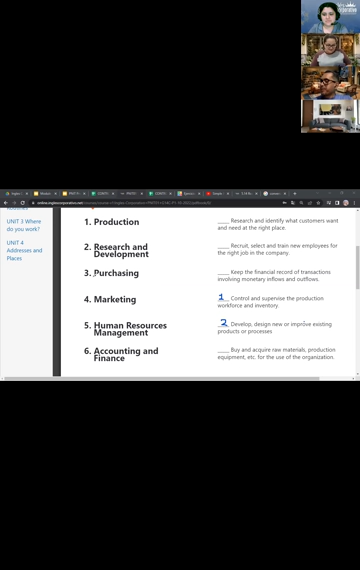 UNIT 3 Where
do you work?
UNIT 4
Addresses and
Places
1. Production
2. Research and
Development
3. Purchasing
4. Marketing
5. Human Resources
Management
6. Accounting and
Finance
____ Research and identify what customers want
and need at the right place.
____ Recruit, select and train new employees for
the right job in the company.
____ Keep the financial record of transactions
involving monetary inflows and outflows.
1 Control and supervise the production
workforce and inventory.
2 Develop, design new or improve existing
products or processes
____ Buy and acquire raw materials, production
equipment, etc. for the use of the organization.